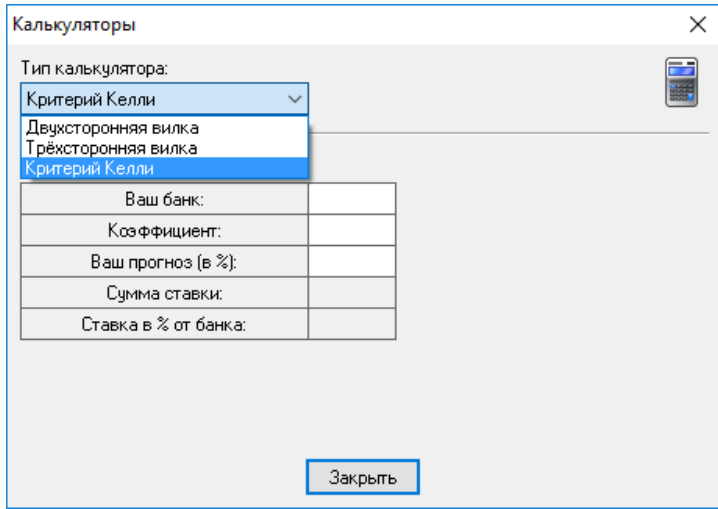 Калькуляторы
Тип калькулятора:
Критерий Келли
Двухсторонняя вилка
Трёхсторонняя вилка
Критерий Келли
Ваш банк:
Коэффициент:
Ваш прогноз (в %):
Сумма ставки:
Ставка в % от банка:
Закрыть